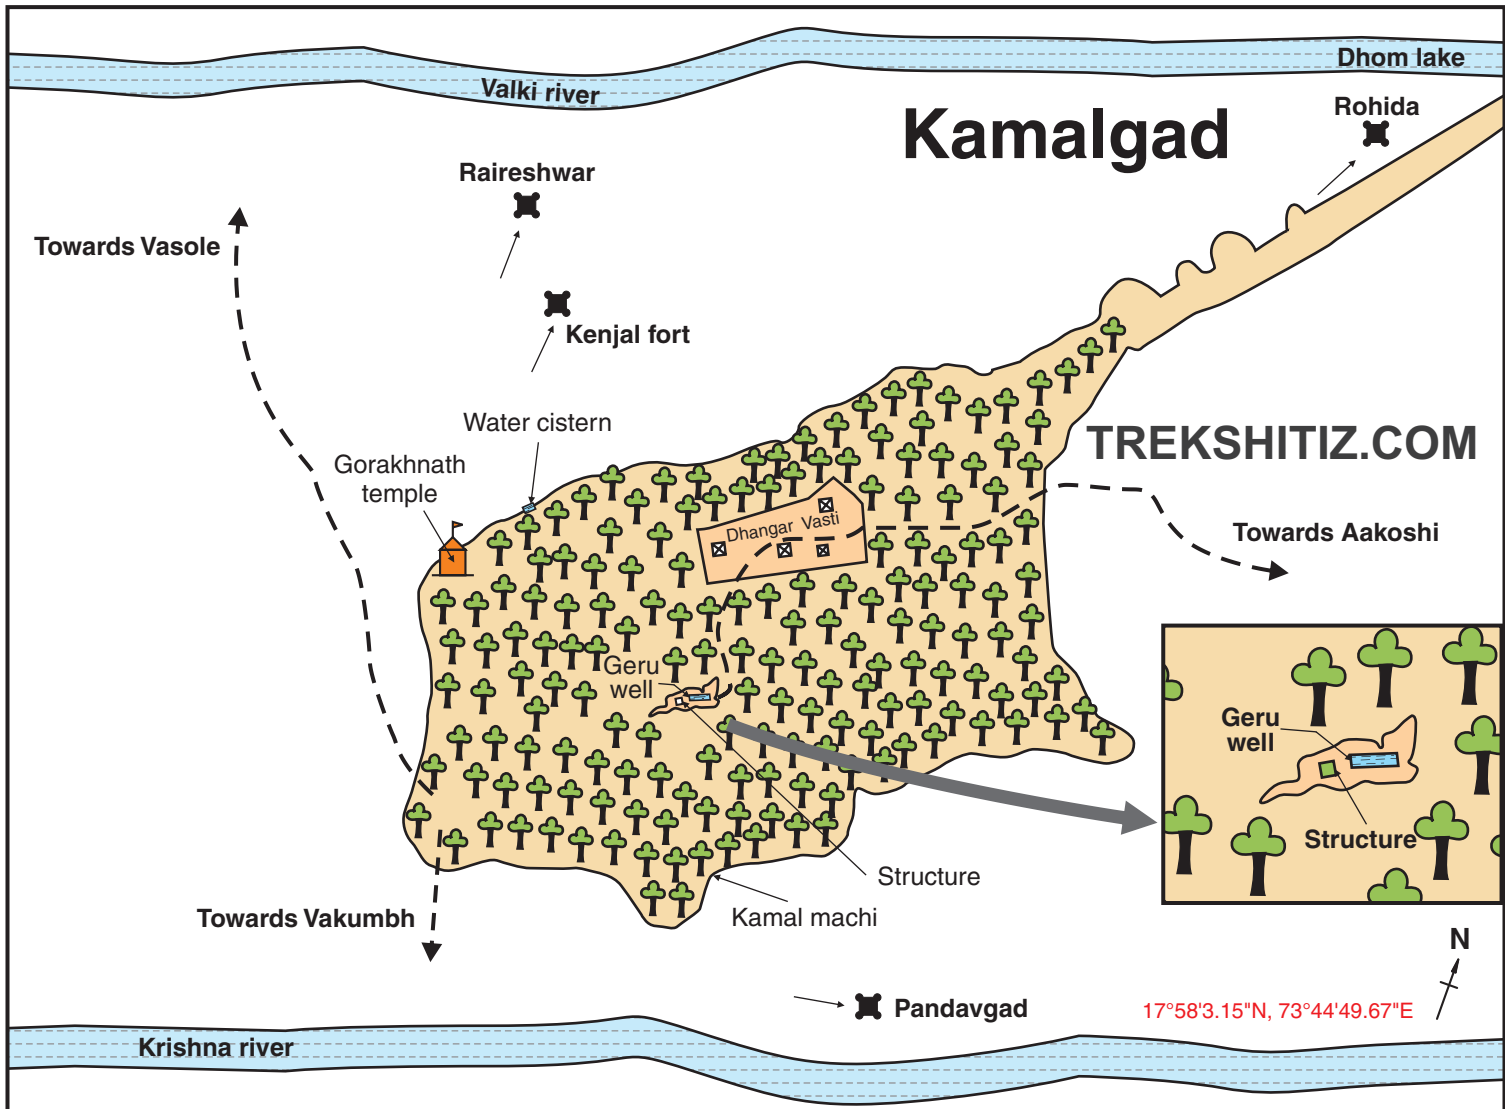 Dhom lake
Valki river
Kamalgad
Rohida
Raireshwar
Towards Vasole
Kenjal fort
Water cistern
TREKSHITIZ.COM
Gorakhnath
temple
Dhangar Vasti
Towards Aakoshi
Geru
well
Geru
well
Structure
Structure
Kamal machi
Towards Vakumbh
N
Pandavgad
17°58'3.15"N, 73°44'49.67"E
Krishna river